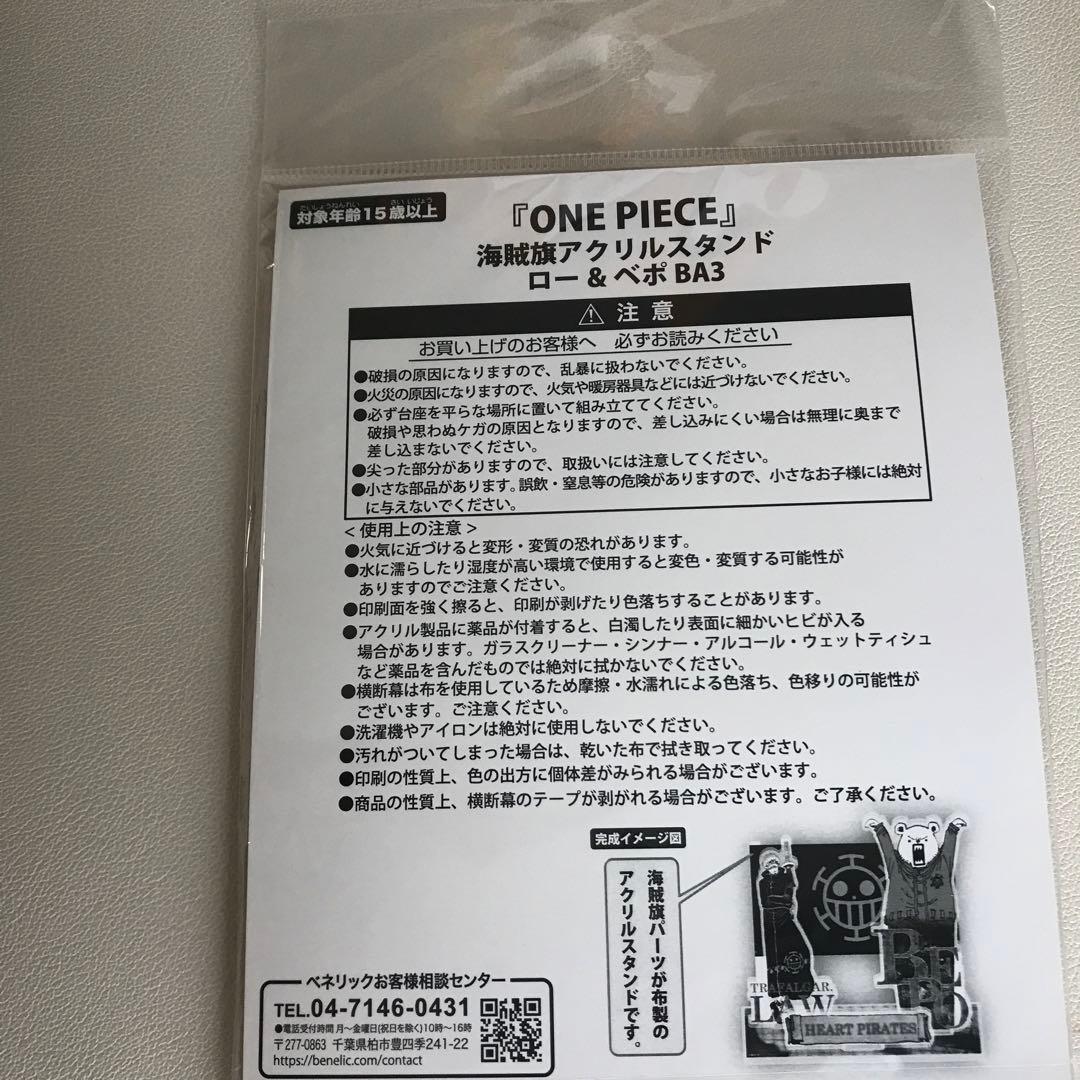 たいしょうねんれい さい いじょう
対象年齢15歳以上
『ONE PIECE』
海賊旗アクリルスタンド
ロー & ベポ BA3
⚠ 注意
お買い上げのお客様へ 必ずお読みください
●破損の原因になりますので、乱暴に扱わないでください。
●火災の原因になりますので、火気や暖房器具などには近づけないでください。
●必ず台座を平らな場所に置いて組み立ててください。
破損や思わぬケガの原因となりますので、差し込みにくい場合は無理に奥まで
差し込まないでください。
●尖った部分がありますので、取扱いには注意してください。
●小さな部品があります。誤飲・窒息等の危険がありますので、小さなお子様には絶対
に与えないでください。
<使用上の注意>
●火気に近づけると変形・変質の恐れがあります。
●水に濡らしたり湿度が高い環境で使用すると変色・変質する可能性が
ありますのでご注意ください。
●印刷面を強く擦ると、印刷が剥げたり色落ちすることがあります。
●アクリル製品に薬品が付着すると、白濁したり表面に細かいヒビが入る
場合があります。ガラスクリーナー・シンナー・アルコール・ウェットティシュ
など薬品を含んだものでは絶対に拭かないでください。
●横断幕は布を使用しているため摩擦・水濡れによる色落ち、色移りの可能性が
ございます。ご注意ください。
●洗濯機やアイロンは絶対に使用しないでください。
●汚れがついてしまった場合は、乾いた布で拭き取ってください。
●印刷の性質上、色の出方に個体差がみられる場合がございます。
●商品の性質上、横断幕のテープが剥がれる場合がございます。ご了承ください。
完成イメージ図
海賊旗パーツが布製の
アクリルスタンドです。
TRAFALGAR.
LAW
BEPO
HEART PIRATES
ベネリックお客様相談センター
TEL.04-7146-0431
●電話受付時間 月～金曜日(祝日を除く)10時～16時
〒277-0863 千葉県柏市豊四季241-22
https://benelic.com/contact